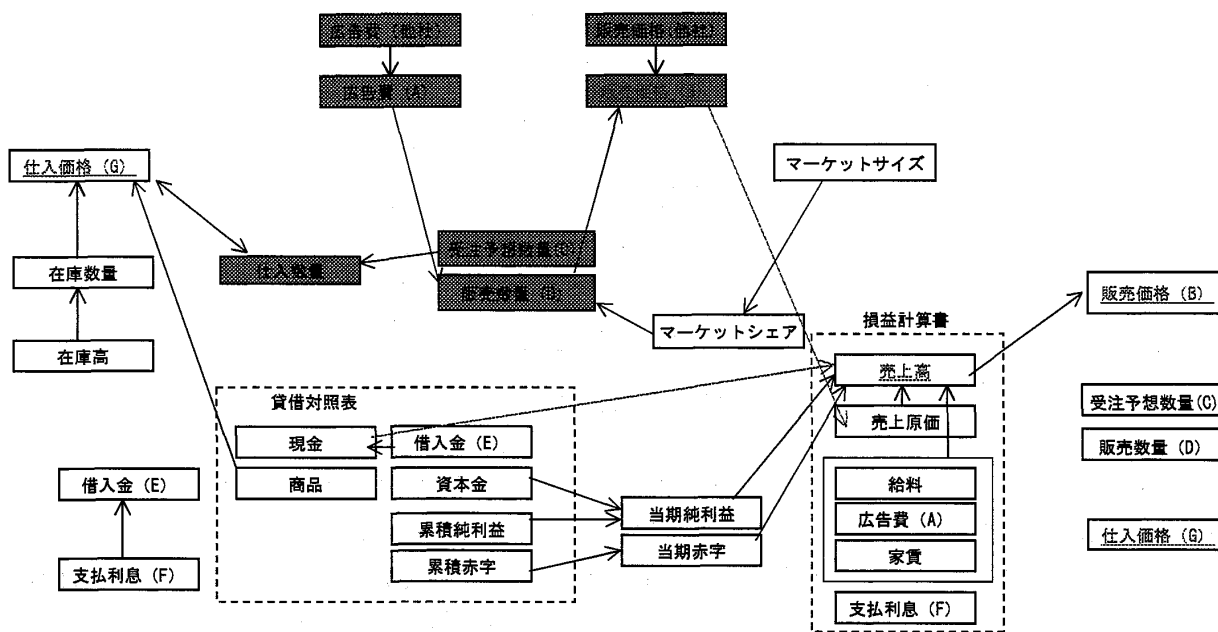 広告費（他社）
販売価格（他社）
広告費（A）
仕入価格（G）
マーケットサイズ
受注予想数量(C)
仕入数量
在庫数量
販売数量（D）
販売価格（B）
マーケットシェア
損益計算書
在庫高
売上高
貸借対照表
受注予想数量(C)
売上原価
現金
借入金（E）
販売数量（D）
借入金（E）
商品
資本金
給料
当期純利益
広告費（A）
累積純利益
仕入価格（G）
当期赤字
家賃
累積赤字
支払利息（F）
支払利息（F）